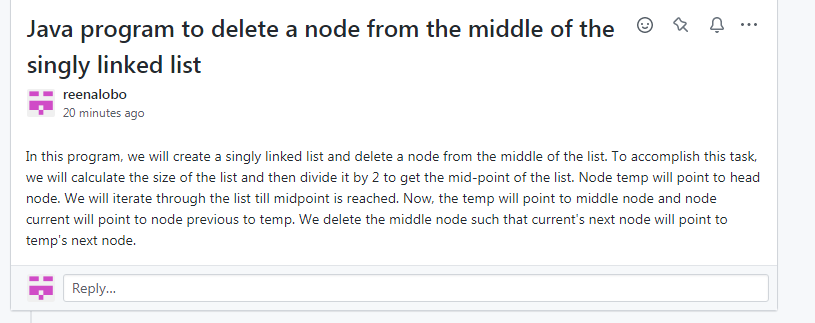 Java program to delete a node from the middle of the
singly linked list
reenalobo
20 minutes ago
In this program, we will create a singly linked list and delete a node from the middle of the list. To accomplish this task,
we will calculate the size of the list and then divide it by 2 to get the mid-point of the list. Node temp will point to head
node. We will iterate through the list till midpoint is reached. Now, the temp will point to middle node and node
current will point to node previous to temp. We delete the middle node such that current's next node will point to
temp's next node.
Reply...